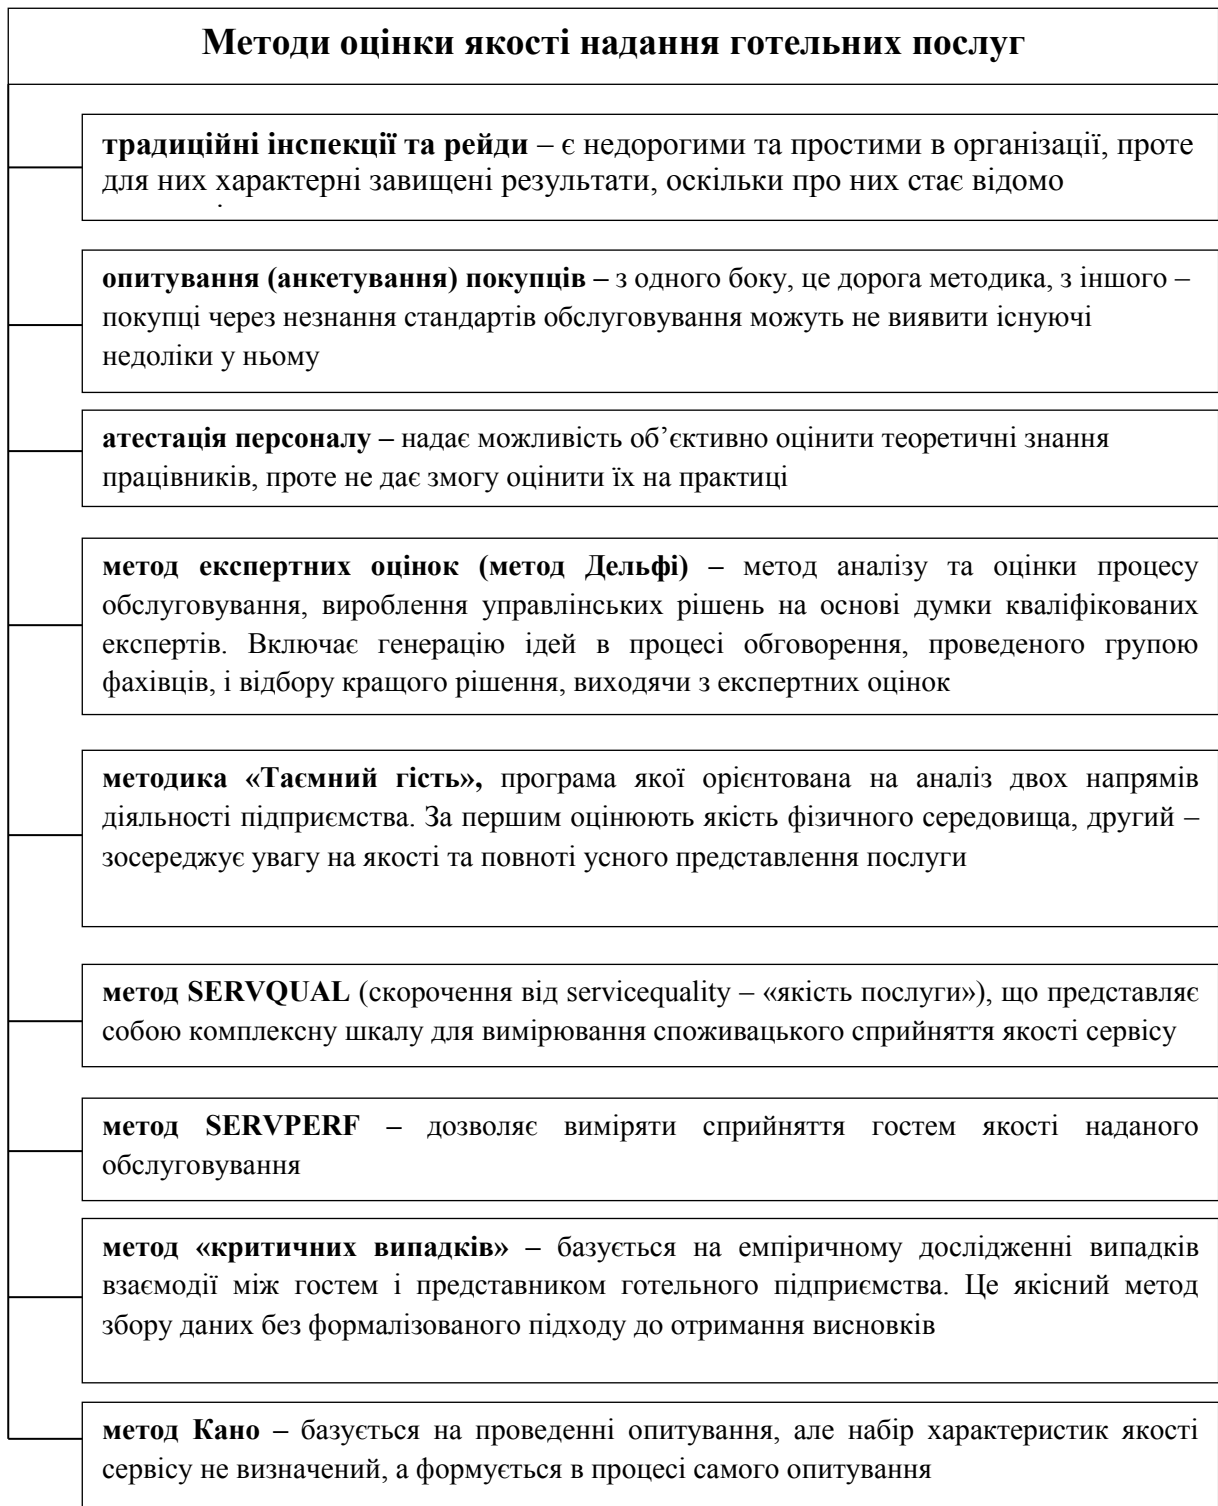 Методи оцінки якості надання готельних послуг
традиційні інспекції та рейди – є недорогими та простими в організації, проте
для них характерні завищені результати, оскільки про них стає відомо
опитування (анкетування) покупців – з одного боку, це дорога методика, з іншого –
покупці через незнання стандартів обслуговування можуть не виявити існуючі
недоліки у ньому
атестація персоналу – надає можливість об’єктивно оцінити теоретичні знання
працівників, проте не дає змогу оцінити їх на практиці
метод експертних оцінок (метод Дельфі) – метод аналізу та оцінки процесу
обслуговування, вироблення управлінських рішень на основі думки кваліфікованих
експертів. Включає генерацію ідей в процесі обговорення, проведеного групою
фахівців, і відбору кращого рішення, виходячи з експертних оцінок
методика «Таємний гість», програма якої орієнтована на аналіз двох напрямів
діяльності підприємства. За першим оцінюють якість фізичного середовища, другий –
зосереджує увагу на якості та повноті усного представлення послуги
метод SERVQUAL (скорочення від servicequality – «якість послуги»), що представляє
собою комплексну шкалу для вимірювання споживацького сприйняття якості сервісу
метод SERVPERF – дозволяє виміряти сприйняття гостем якості наданого
обслуговування
метод «критичних випадків» – базується на емпіричному дослідженні випадків
взаємодії між гостем і представником готельного підприємства. Це якісний метод
збору даних без формалізованого підходу до отримання висновків
метод Кано – базується на проведенні опитування, але набір характеристик якості
сервісу не визначений, а формується в процесі самого опитування